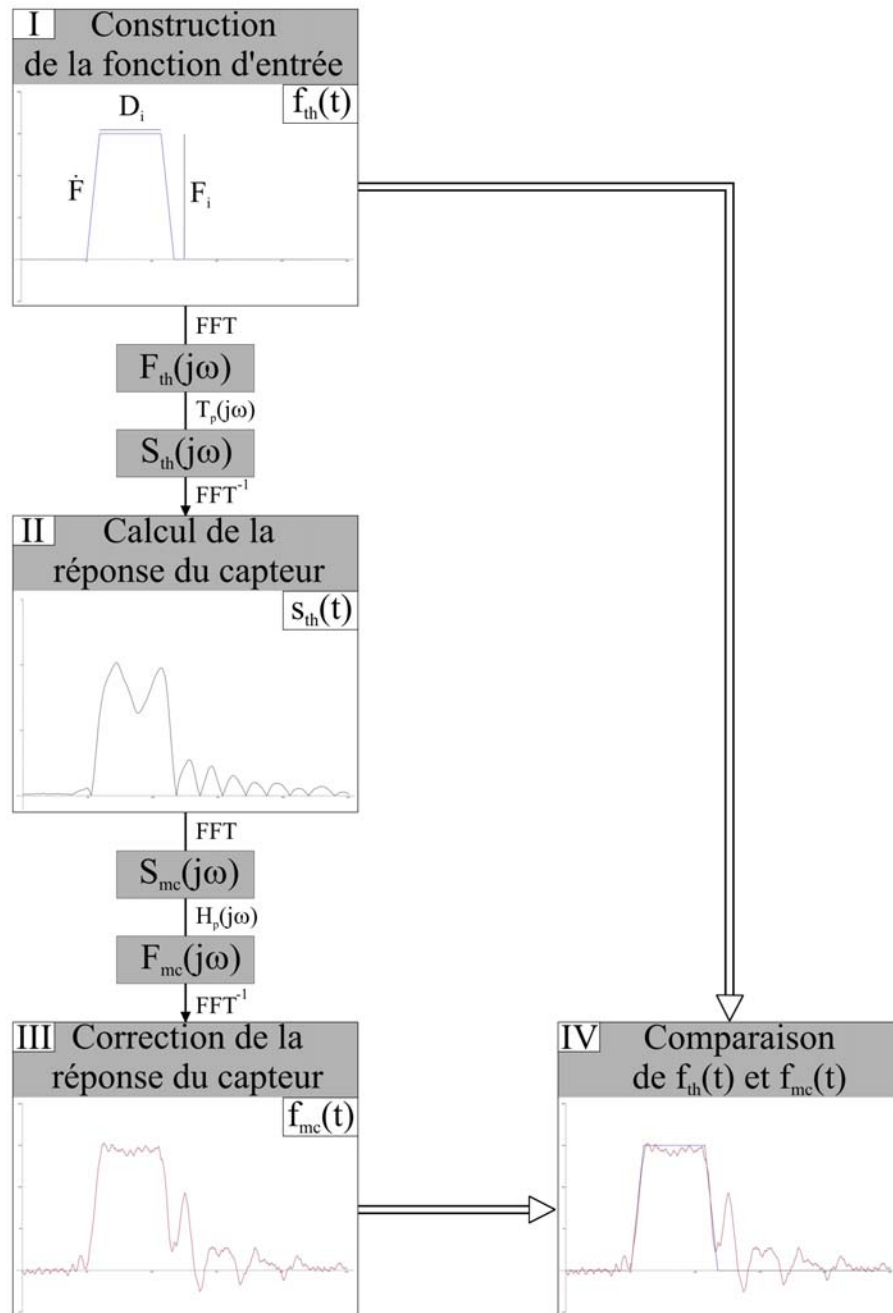 I Construction
de la fonction d'entrée
f_th(t)
D_i
Ḟ
F_i
FFT
F_th(jω)
T_p(jω)
S_th(jω)
FFT⁻¹
II Calcul de la
réponse du capteur
s_th(t)
FFT
S_mc(jω)
H_p(jω)
F_mc(jω)
FFT⁻¹
III Correction de la
réponse du capteur
f_mc(t)
IV Comparaison
de f_th(t) et f_mc(t)